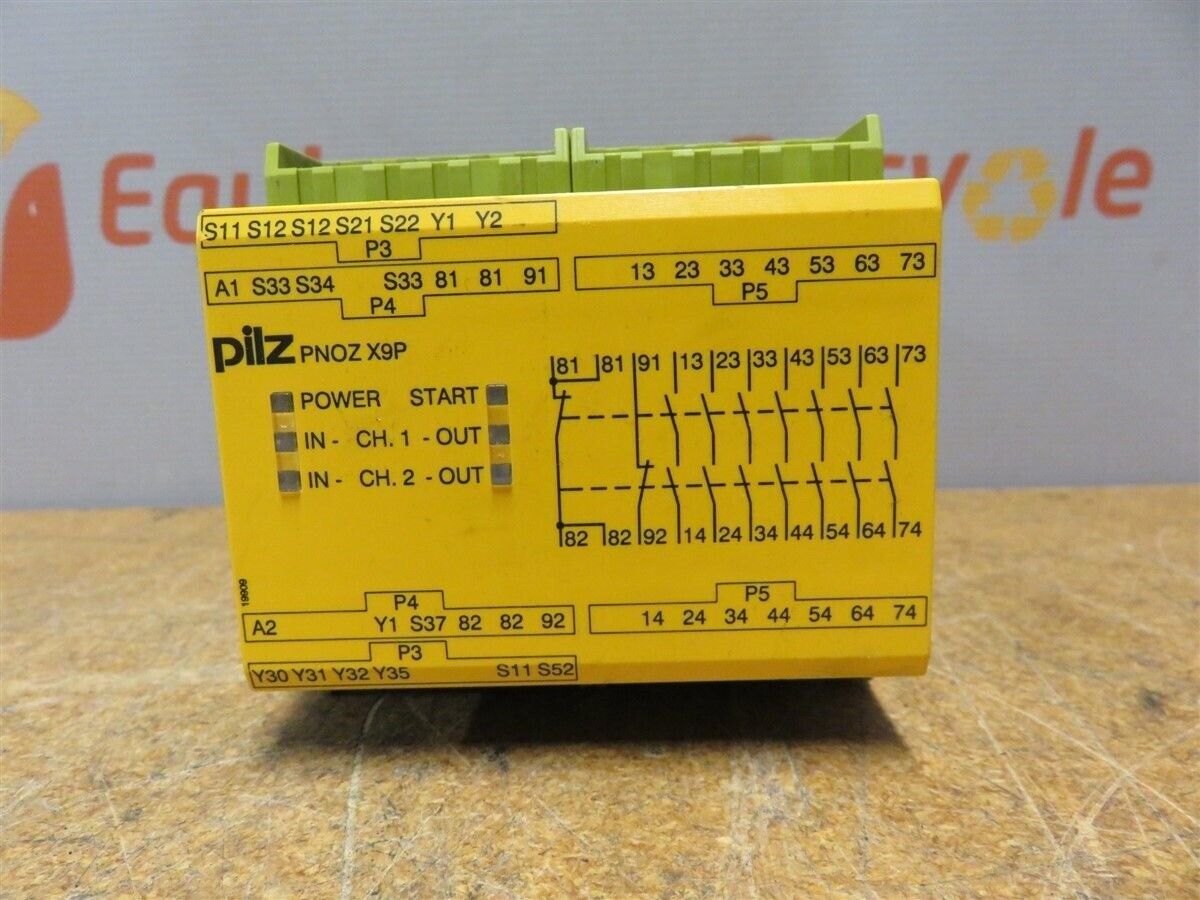 Equi
cycle
S11 S12 S12 S21 S22 Y1 Y2
P3
A1 S33 S34 S33 81 81 91
P4
13 23 33 43 53 63 73
P5
pilz PNOZ X9P
POWER START
IN - CH. 1 - OUT
IN - CH. 2 - OUT
81 81 91 13 23 33 43 53 63 73
82 82 92 14 24 34 44 54 64 74
19909
P4
A2 Y1 S37 82 82 92
P3
Y30 Y31 Y32 Y35 S11 S52
P5
14 24 34 44 54 64 74